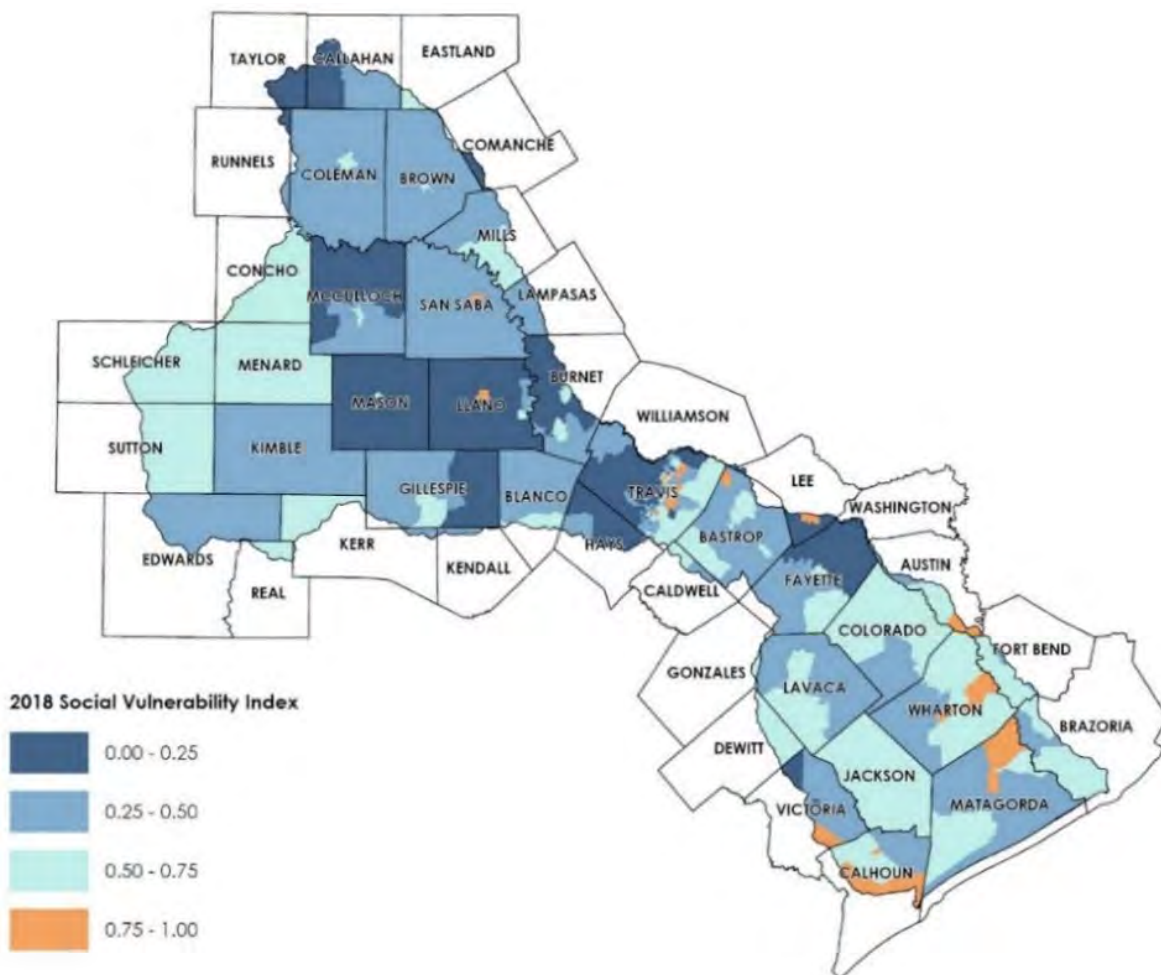 TAYLOR
CALLAHAN
EASTLAND
COMANCHE
RUNNELS
COLEMAN
BROWN
MILLS
CONCHO
MCCULLOCH
SAN SABA
LAMPASAS
SCHLEICHER
MENARD
BURNET
MASON
LLANO
WILLIAMSON
SUTTON
KIMBLE
GILLESPIE
BLANCO
TRAVIS
LEE
WASHINGTON
BASTROP
HAYS
EDWARDS
KERR
KENDALL
FAYETTE
AUSTIN
REAL
CALDWELL
COLORADO
FORT BEND
GONZALES
LAVACA
WHARTON
BRAZORIA
DEWITT
JACKSON
MATAGORDA
VICTORIA
CALHOUN
2018 Social Vulnerability Index
0.00 - 0.25
0.25 - 0.50
0.50 - 0.75
0.75 - 1.00